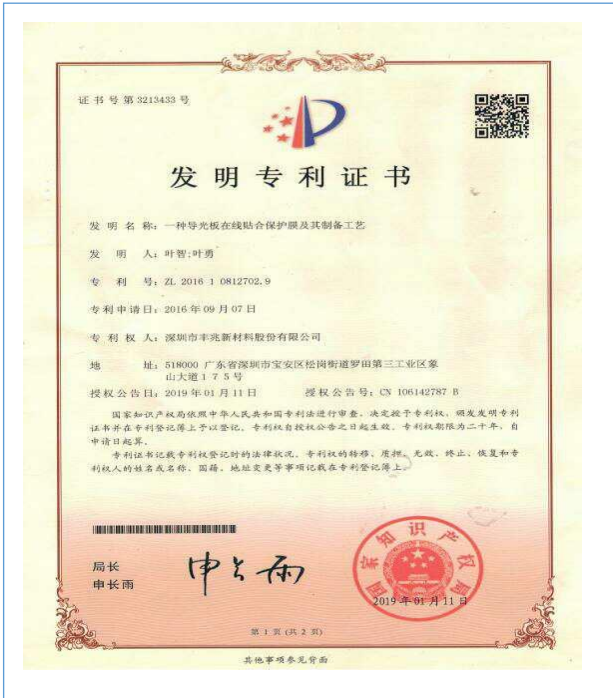 证书号第3213433号
发明专利证书
发明名称：一种导光板在线贴合保护膜及其制备工艺
发明人：叶智;叶勇
专利号：ZL 2016 1 0812702.9
专利申请日：2016年09月07日
专利权人：深圳市丰兆新材料股份有限公司
地址：518000 广东省深圳市宝安区松岗街道罗田第三工业区象
山大道175号
授权公告日：2019年01月11日 授权公告号：CN 106142787 B
国家知识产权局依照中华人民共和国专利法进行审查，决定授予专利权，颁发发明专利
证书并在专利登记簿上予以登记。专利权自授权公告之日起生效。专利权期限为二十年，自
申请日起算。
专利证书记载专利权登记时的法律状况。专利权的转移、质押、无效、终止、恢复和专
利权人的姓名或名称、国籍、地址变更等事项记载在专利登记簿上。
局长
申长雨
申长雨
国家知识产权局
2019年01月11日
第1页(共2页)
其他事项参见背面